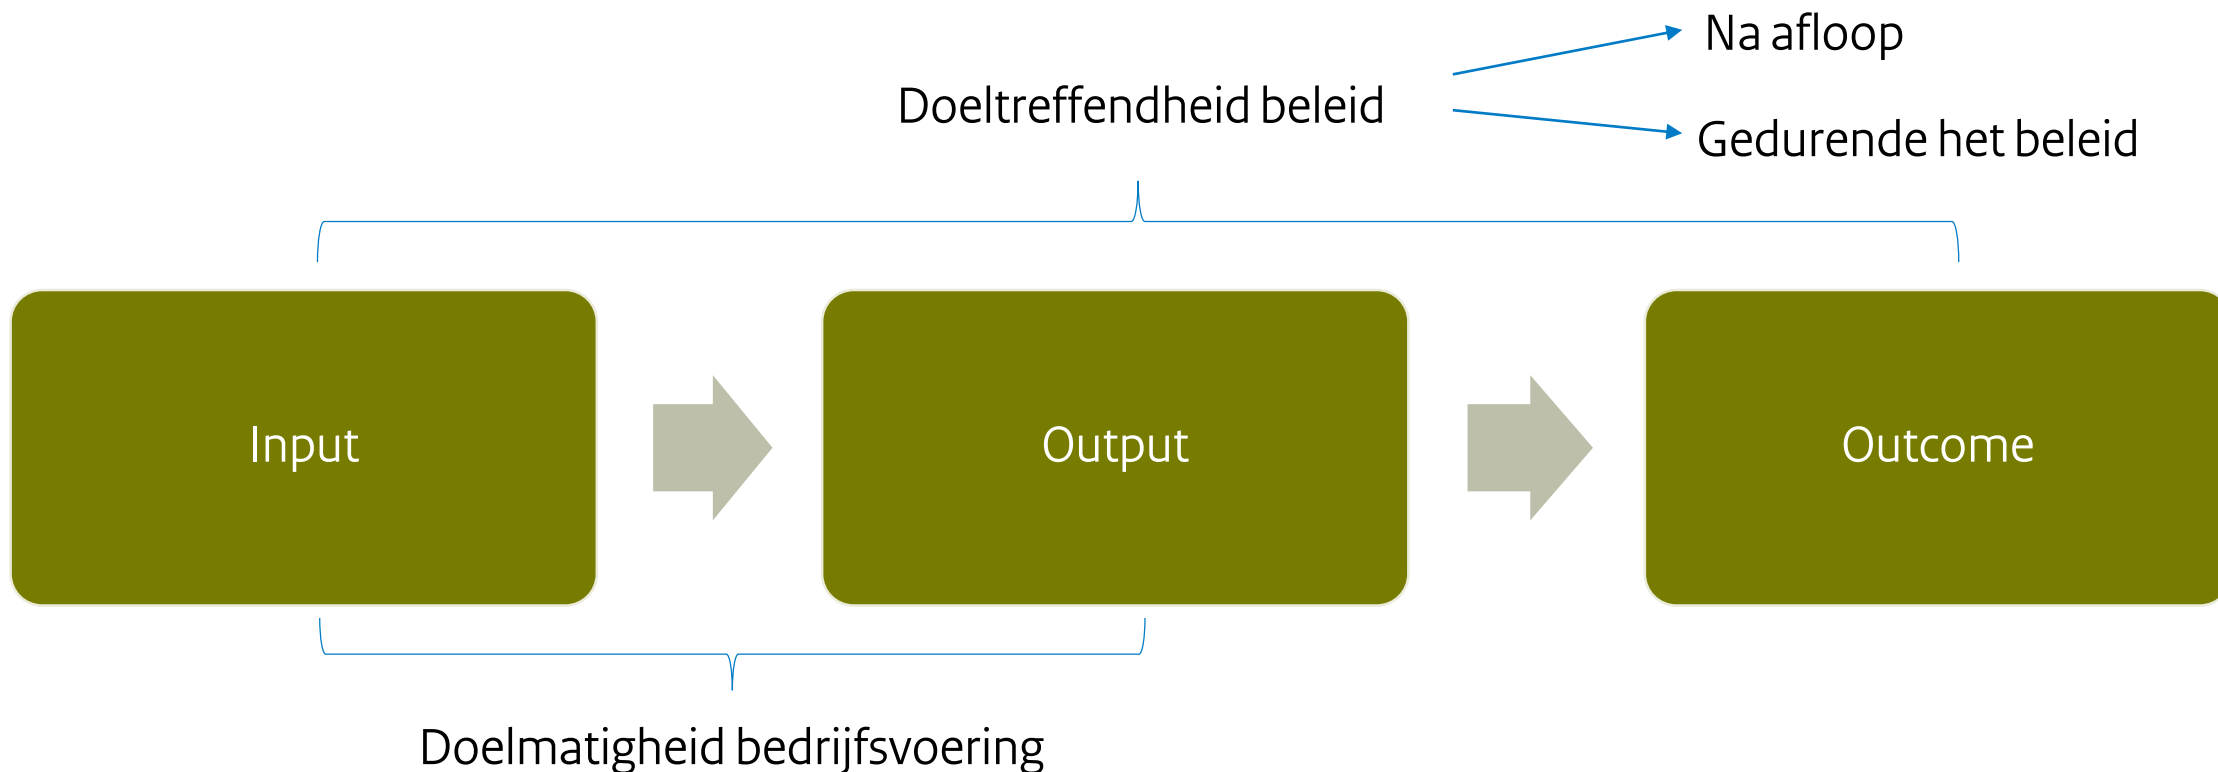 Na afloop
Doeltreffendheid beleid
Gedurende het beleid
Input
Output
Outcome
Doelmatigheid bedrijfsvoering